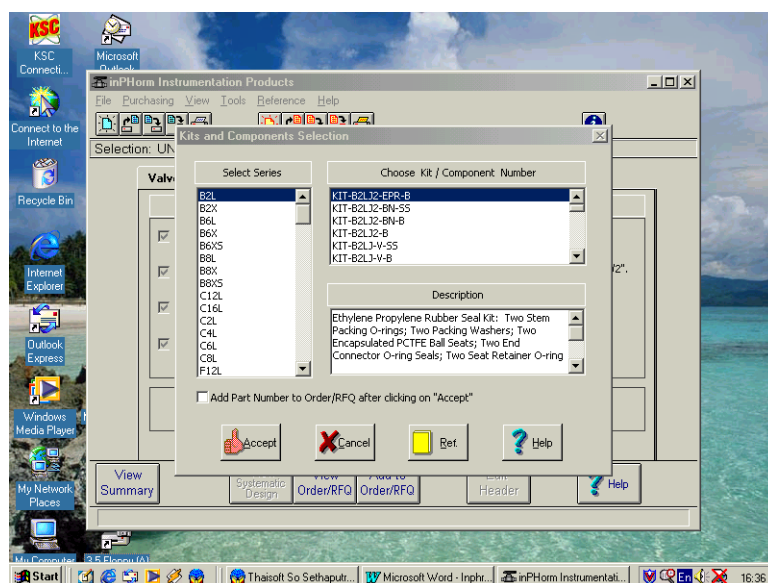 KSC
KSC
Connecti...
Microsoft
Outlook
Connect to the
Internet
Recycle Bin
Internet
Explorer
Outlook
Express
Windows
Media Player
My Network
Places
My Computer
3.5 Floppy (A)
inPHorm Instrumentation Products
File Purchasing View Tools Reference Help
Selection: UN
Kits and Components Selection
Valv
Select Series
Choose Kit / Component Number
B2L
B2X
B6L
B6X
B6XS
B8L
B8X
B8XS
C12L
C16L
C2L
C4L
C6L
C8L
F12L
KIT-B2LJ2-EPR-B
KIT-B2LJ2-BN-SS
KIT-B2LJ2-BN-B
KIT-B2LJ2-B
KIT-B2LJ-V-SS
KIT-B2LJ-V-B
/2".
Description
Ethylene Propylene Rubber Seal Kit: Two Stem
Packing O-rings; Two Packing Washers; Two
Encapsulated PCTFE Ball Seats; Two End
Connector O-ring Seals; Two Seat Retainer O-ring
Add Part Number to Order/RFQ after clicking on "Accept"
Accept
Cancel
Ref.
Help
View
Summary
Systematic
Design
View
Order/RFQ
Add to
Order/RFQ
Edit
Header
Help
Start
Thaisoft So Sethaputr...
Microsoft Word - Inphr...
inPHorm Instrumentati...
En
16:36